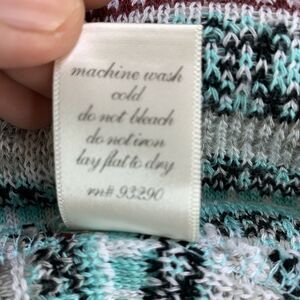 machine wash
cold
do not bleach
do not iron
lay flat to dry
rn# 93290